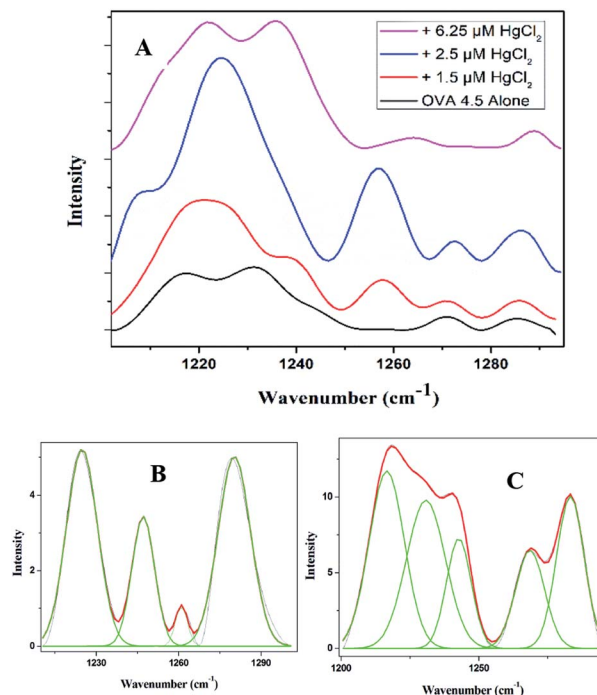 A
+ 6.25 µM HgCl₂
+ 2.5 µM HgCl₂
+ 1.5 µM HgCl₂
OVA 4.5 Alone
Intensity
1220 1240 1260 1280
Wavenumber (cm⁻¹)
B
Intensity
4
2
0
1230 1260 1290
Wavenumber (cm⁻¹)
C
Intensity
10
5
0
1200 1250
Wavenumber (cm⁻¹)